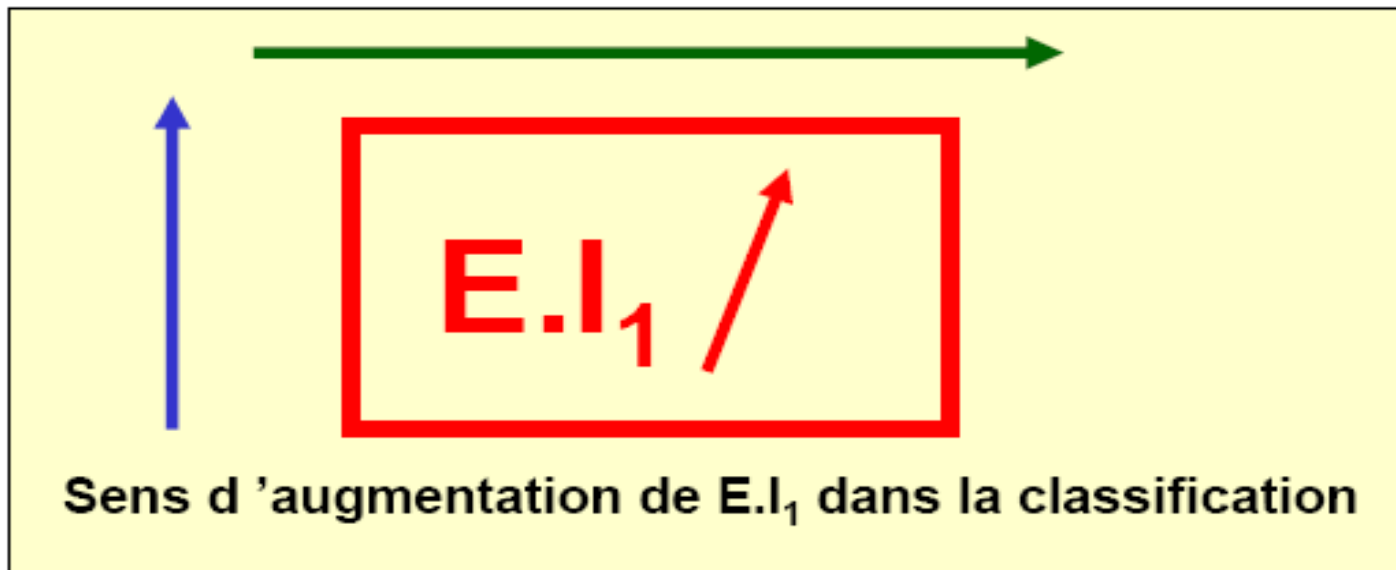 E.I₁
Sens d ’augmentation de E.I₁ dans la classification